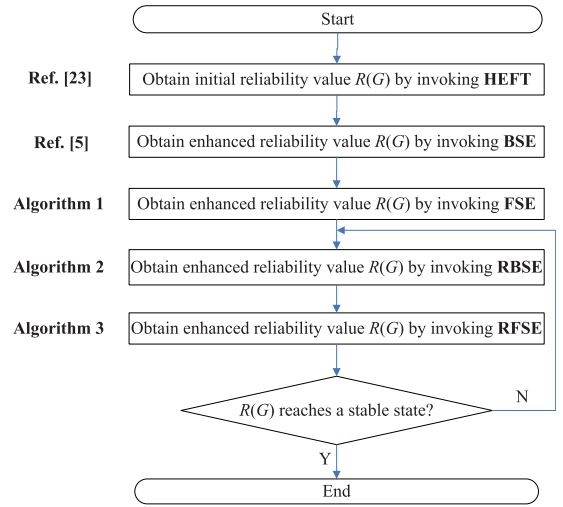 Start
Ref. [23]
Obtain initial reliability value R(G) by invoking HEFT
Ref. [5]
Obtain enhanced reliability value R(G) by invoking BSE
Algorithm 1
Obtain enhanced reliability value R(G) by invoking FSE
Algorithm 2
Obtain enhanced reliability value R(G) by invoking RBSE
Algorithm 3
Obtain enhanced reliability value R(G) by invoking RFSE
R(G) reaches a stable state?
N
Y
End